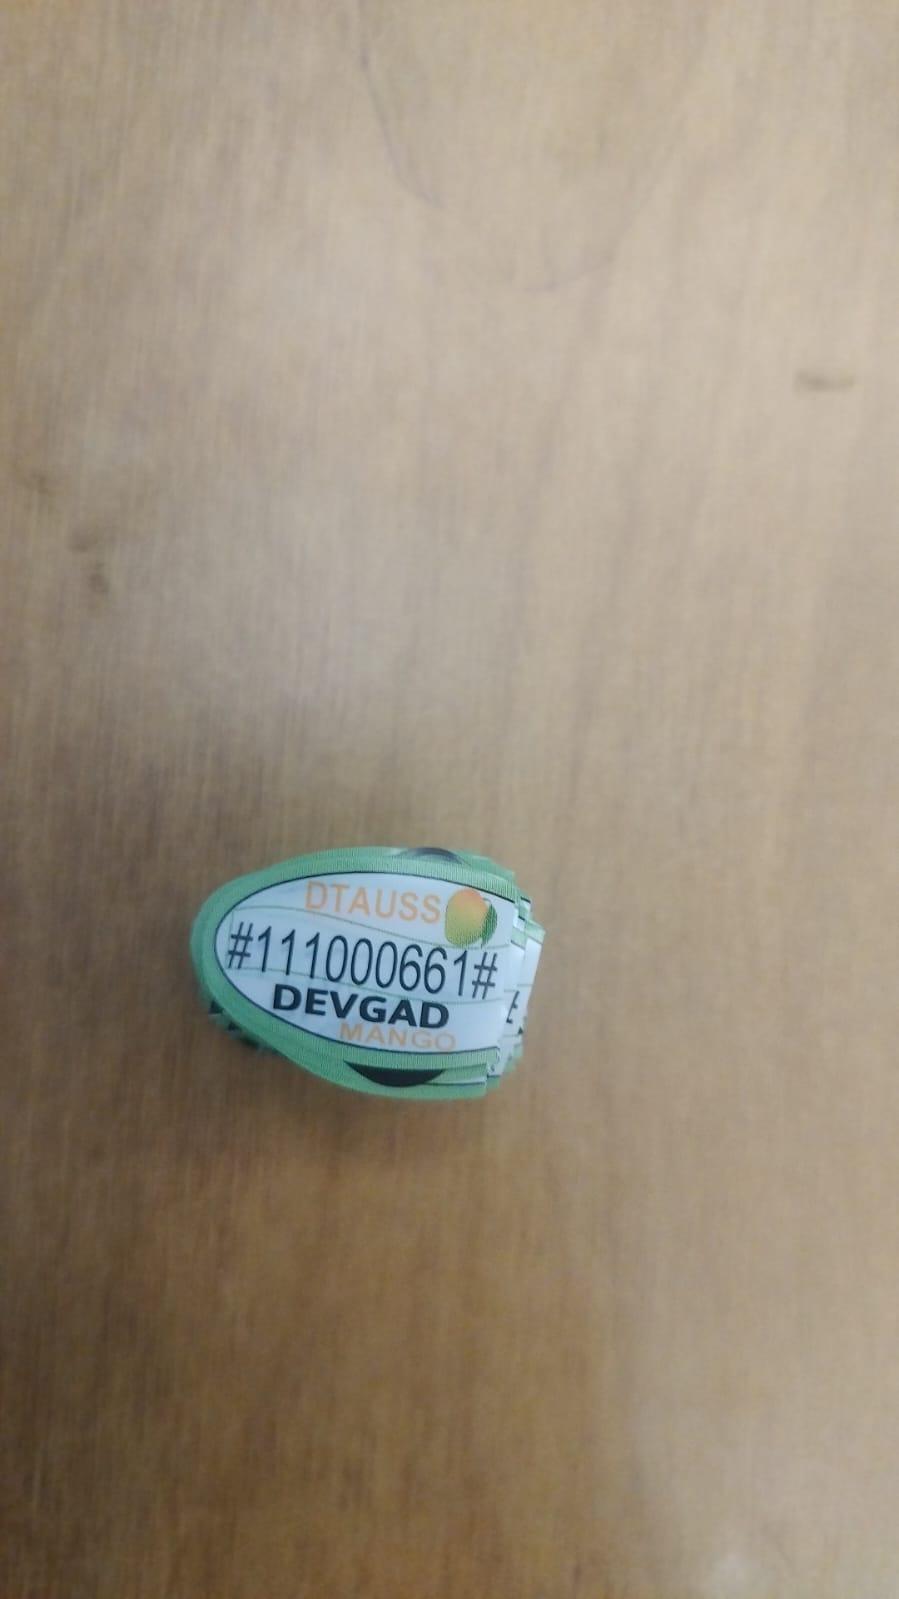 DTAUSS
#111000661#
DEVGAD
MANGO